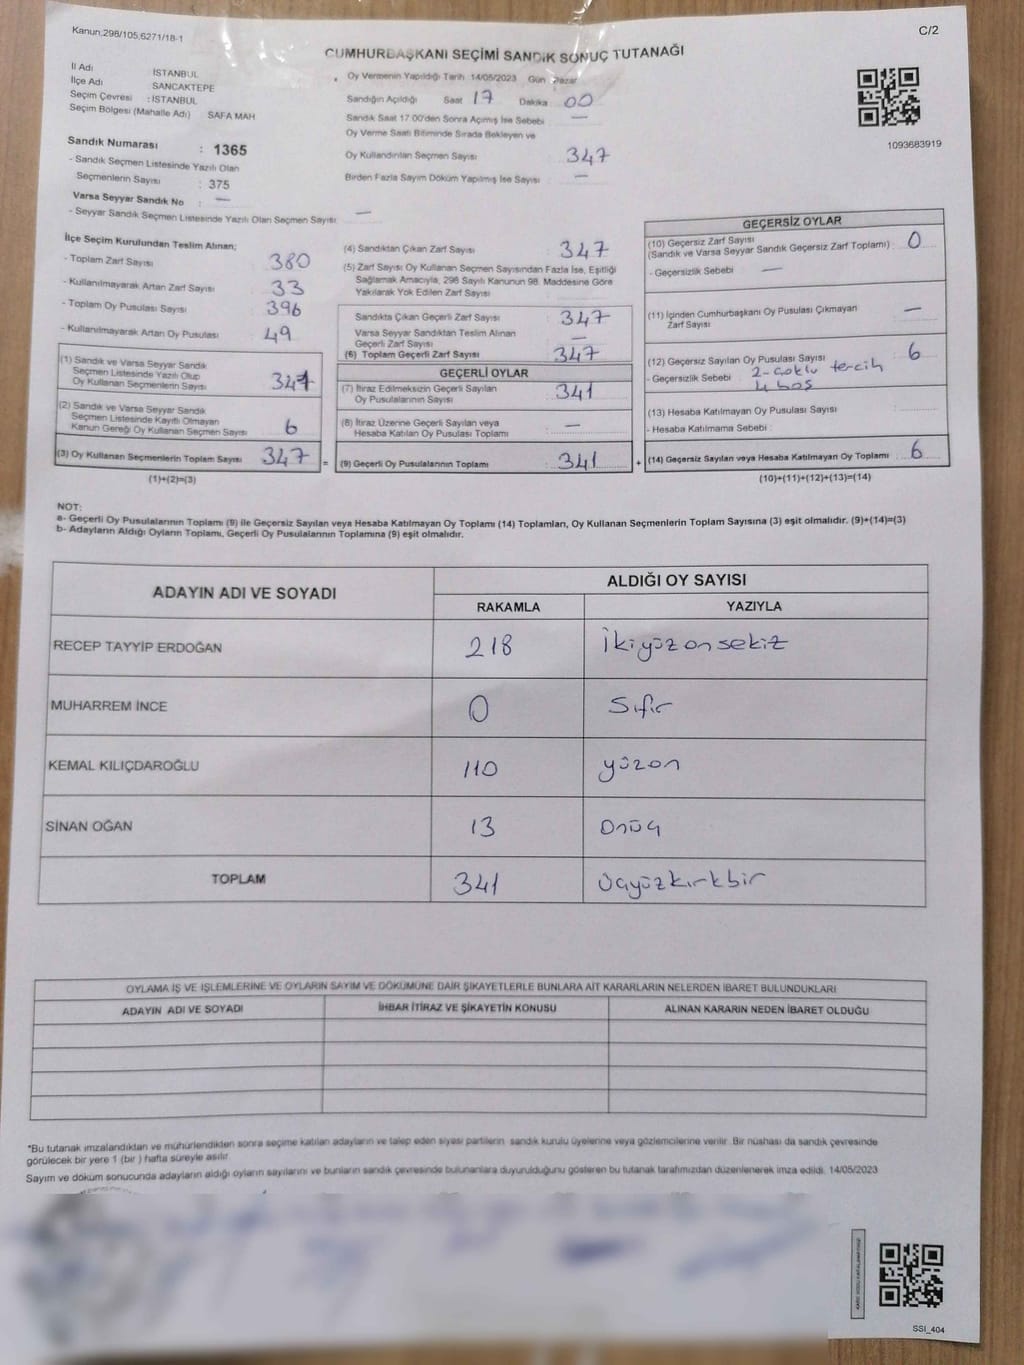 Kanun,298/105,6271/18-1
C/2
CUMHURBAŞKANI SEÇİMİ SANDIK SONUÇ TUTANAĞI
İl Adı İSTANBUL
İlçe Adı SANCAKTEPE
Seçim Çevresi : İSTANBUL
Seçim Bölgesi (Mahalle Adı) SAFA MAH
Oy Vermenin Yapıldığı Tarih 14/05/2023 Gün Pazar
Sandığın Açıldığı Saat 17 Dakika 00
Sandık Saat 17.00'den Sonra Açımış İse Sebebi —
Oy Verme Saati Bitiminde Sırada Bekleyen ve
Oy Kullandırılan Seçmen Sayısı 347
Birden Fazla Sayım Döküm Yapılmış İse Sayısı —
1093683919
Sandık Numarası : 1365
- Sandık Seçmen Listesinde Yazılı Olan
Seçmenlerin Sayısı : 375
Varsa Seyyar Sandık No : —
- Seyyar Sandık Seçmen Listesinde Yazılı Olan Seçmen Sayısı —
İlçe Seçim Kurulundan Teslim Alınan;
- Toplam Zarf Sayısı 380
- Kullanılmayarak Artan Zarf Sayısı 33
- Toplam Oy Pusulası Sayısı 396
- Kullanılmayarak Artan Oy Pusulası 49
(1) Sandık ve Varsa Seyyar Sandık
Seçmen Listesinde Yazılı Olup
Oy Kullanan Seçmenlerin Sayısı
(2) Sandık ve Varsa Seyyar Sandık
Seçmen Listesinde Kayıtlı Olmayan
Kanun Gereği Oy Kullanan Seçmen Sayısı 6
(3) Oy Kullanan Seçmenlerin Toplam Sayısı 347 =
(1)+(2)=(3)
(4) Sandıktan Çıkan Zarf Sayısı : 347
(5) Zarf Sayısı Oy Kullanan Seçmen Sayısından Fazla İse, Eşitliği
Sağlamak Amacıyla, 298 Sayılı Kanunun 98. Maddesine Göre
Yakılarak Yok Edilen Zarf Sayısı
Sandıkta Çıkan Geçerli Zarf Sayısı : 347
Varsa Seyyar Sandıktan Teslim Alınan
Geçerli Zarf Sayısı —
(6) Toplam Geçerli Zarf Sayısı 347
GEÇERLİ OYLAR
(7) İtiraz Edilmeksizin Geçerli Sayılan
Oy Pusulalarının Sayısı 341
(8) İtiraz Üzerine Geçerli Sayılan veya
Hesaba Katılan Oy Pusulası Toplamı —
(9) Geçerli Oy Pusulalarının Toplamı : 341 +
GEÇERSİZ OYLAR
(10) Geçersiz Zarf Sayısı
(Sandık ve Varsa Seyyar Sandık Geçersiz Zarf Toplamı) : 0
- Geçersizlik Sebebi —
(11) İçinden Cumhurbaşkanı Oy Pusulası Çıkmayan
Zarf Sayısı —
(12) Geçersiz Sayılan Oy Pusulası Sayısı 6
- Geçersizlik Sebebi : 2-çoklu tercih
4 boş
(13) Hesaba Katılmayan Oy Pusulası Sayısı
- Hesaba Katılmama Sebebi :
(14) Geçersiz Sayılan veya Hesaba Katılmayan Oy Toplamı : 6
(10)+(11)+(12)+(13)=(14)
NOT:
a- Geçerli Oy Pusulalarının Toplamı (9) ile Geçersiz Sayılan veya Hesaba Katılmayan Oy Toplamı (14) Toplamları, Oy Kullanan Seçmenlerin Toplam Sayısına (3) eşit olmalıdır. (9)+(14)=(3)
b- Adayların Aldığı Oyların Toplamı, Geçerli Oy Pusulalarının Toplamına (9) eşit olmalıdır.
ADAYIN ADI VE SOYADI ALDIĞI OY SAYISI
RAKAMLA YAZIYLA
RECEP TAYYİP ERDOĞAN 218 İkiyüzonsekiz
MUHARREM İNCE 0 Sıfır
KEMAL KILIÇDAROĞLU 110 yüzon
SİNAN OĞAN 13 Onüç
TOPLAM 341 Üçyüzkırkbir
OYLAMA İŞ VE İŞLEMLERİNE VE OYLARIN SAYIM VE DÖKÜMÜNE DAİR ŞİKAYETLERLE BUNLARA AİT KARARLARIN NELERDEN İBARET BULUNDUKLARI
ADAYIN ADI VE SOYADI İHBAR İTİRAZ VE ŞİKAYETİN KONUSU ALINAN KARARIN NEDEN İBARET OLDUĞU
*Bu tutanak imzalandıktan ve mühürlendikten sonra seçime katılan adayların ve talep eden siyasi partilerin sandık kurulu üyelerine veya gözlemcilerine verilir. Bir nüshası da sandık çevresinde
görülecek bir yere 1 (bir ) hafta süreyle asılır.
Sayım ve döküm sonucunda adayların aldığı oyların sayılarını ve bunların sandık çevresinde bulunanlara duyurulduğunu gösteren bu tutanak tarafımızdan düzenlenerek imza edildi. 14/05/2023
SSI_404